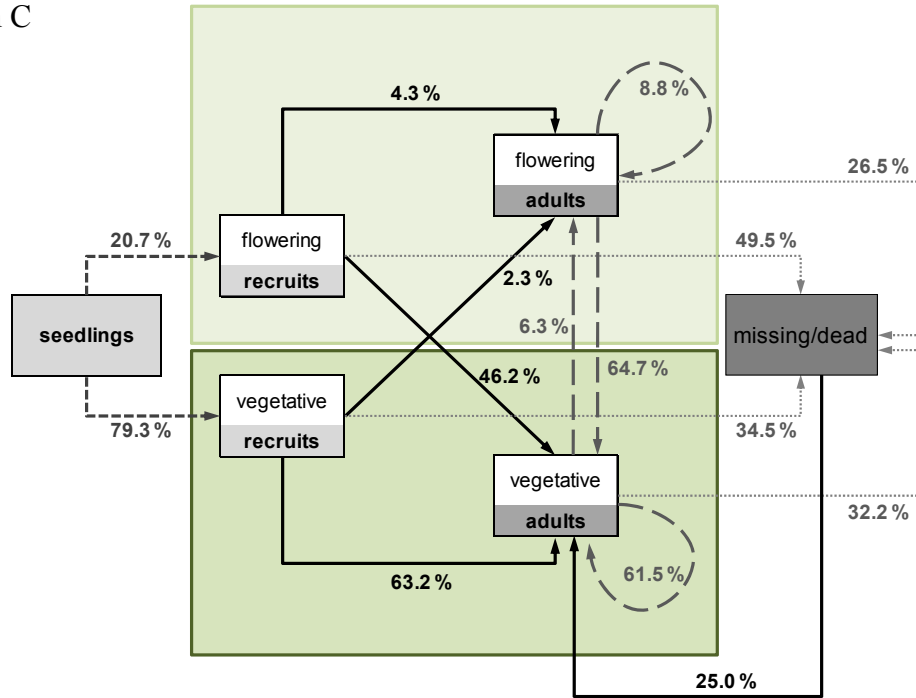 C
4.3 %
8.8 %
flowering
adults
26.5 %
20.7 %
flowering
recruits
49.5 %
2.3 %
seedlings
6.3 %
missing/dead
46.2 %
64.7 %
vegetative
recruits
79.3 %
34.5 %
vegetative
adults
32.2 %
63.2 %
61.5 %
25.0 %